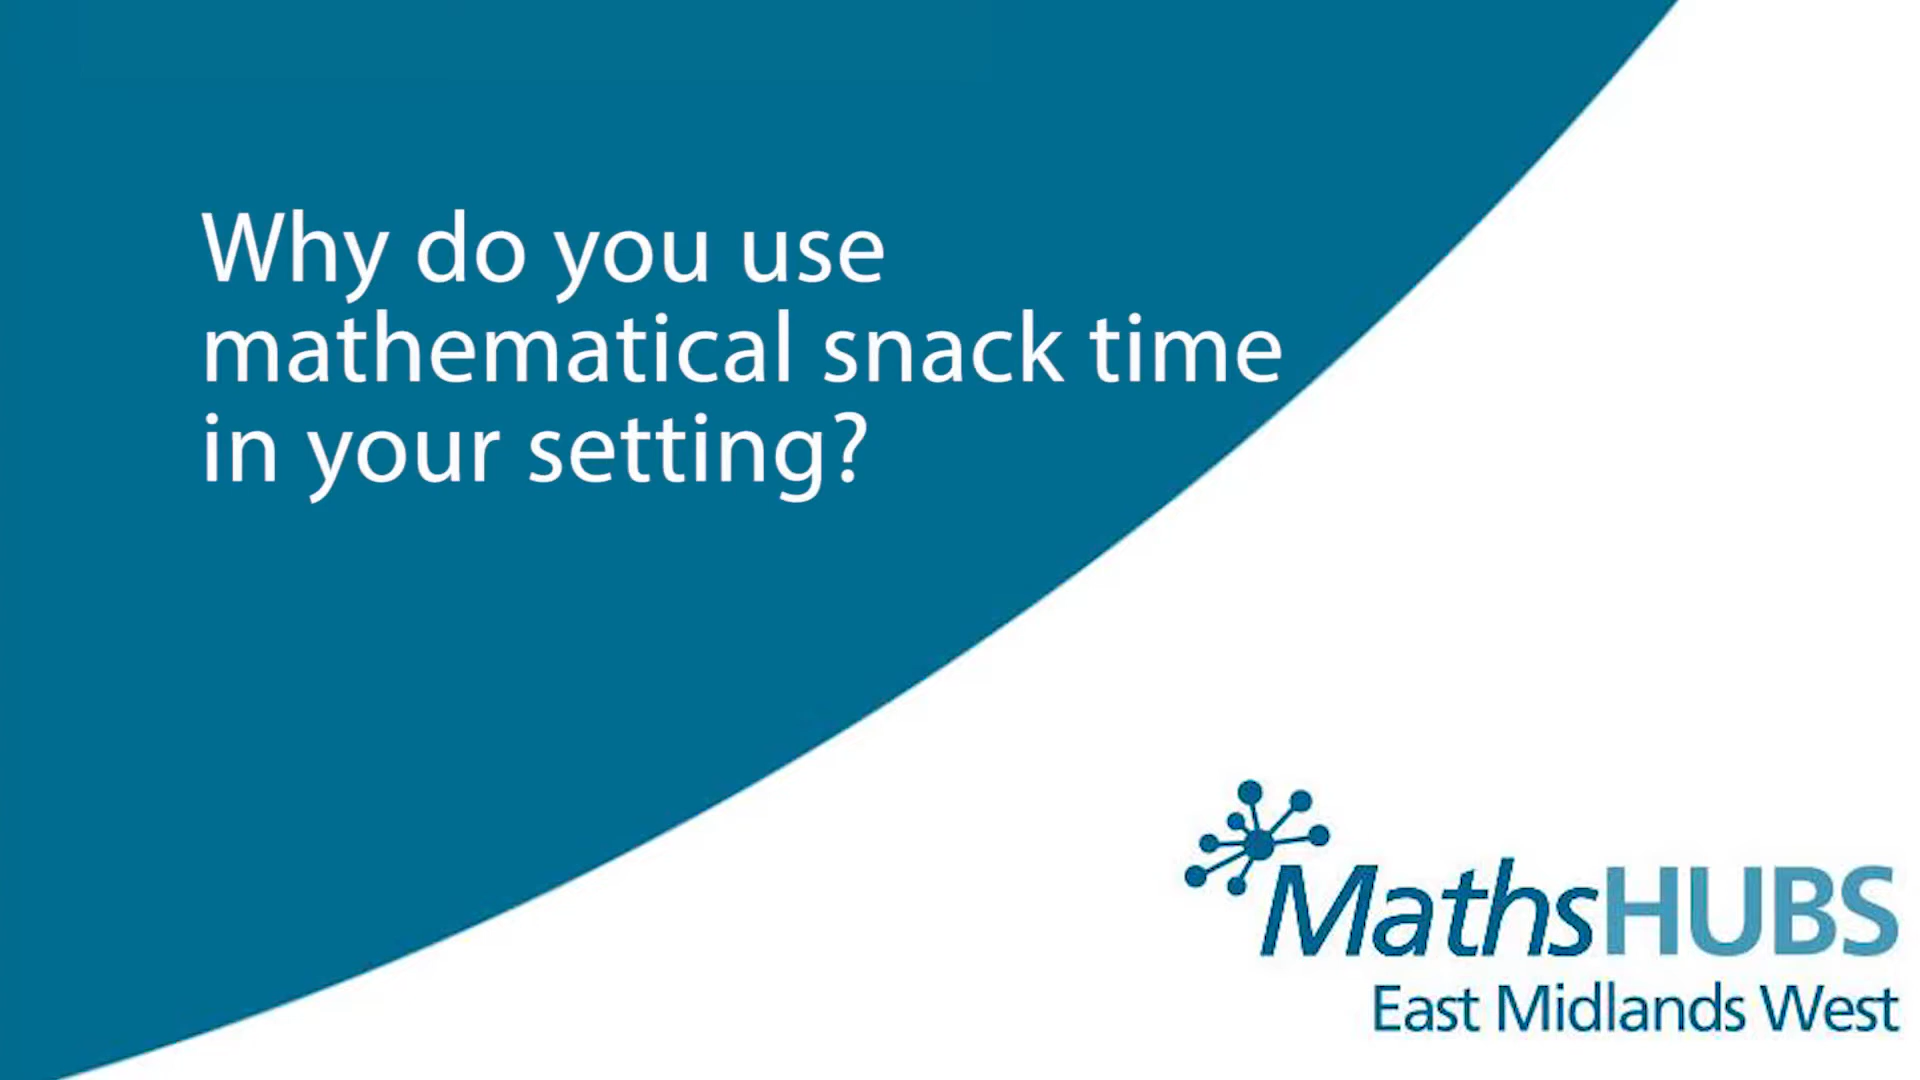 Why do you use
mathematical snack time
in your setting?
MathsHUBS
East Midlands West